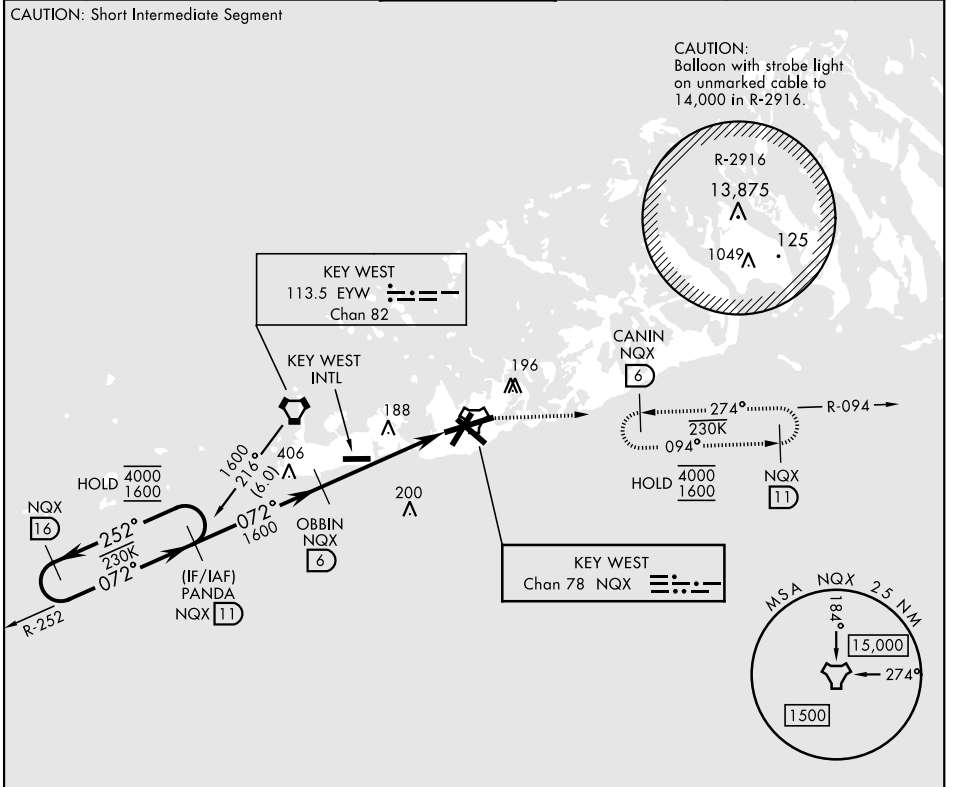 CAUTION: Short Intermediate Segment
CAUTION:
Balloon with strobe light
on unmarked cable to
14,000 in R-2916.
R-2916
13,875
1049
125
KEY WEST
113.5 EYW
Chan 82
KEY WEST
INTL
188
196
CANIN
NQX
6
274°
230K
094°
R-094
HOLD 4000
1600
NQX
11
1600
216°
(6.0)
406
HOLD 4000
1600
NQX
16
252°
230K
072°
R-252
(IF/IAF)
PANDA
NQX 11
072°
1600
OBBIN
NQX
6
200
KEY WEST
Chan 78 NQX
MSA NQX 25 NM
184°
15,000
274°
1500